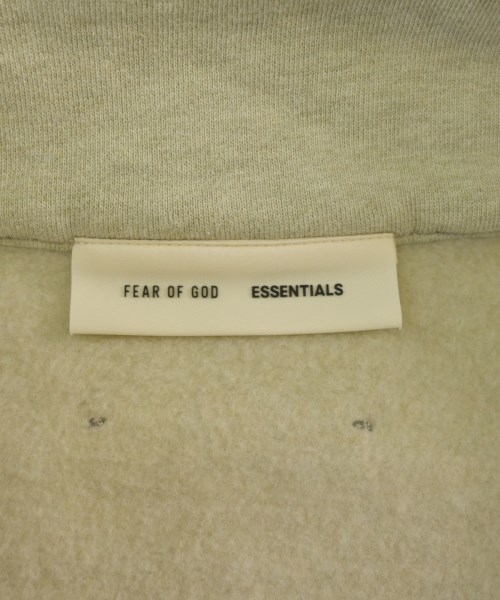 FEAR OF GOD ESSENTIALS